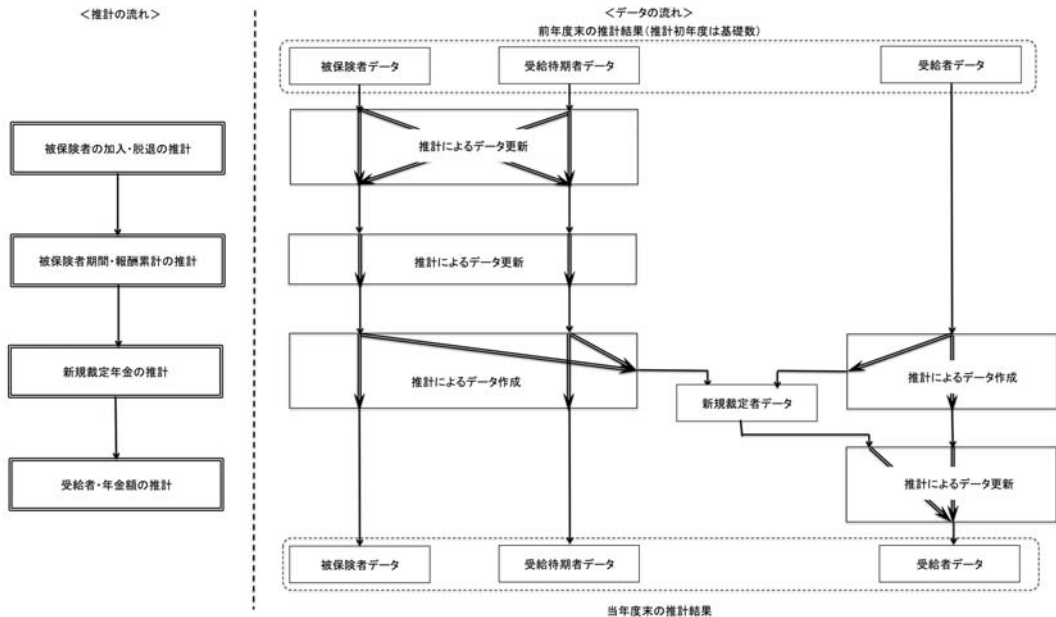 ＜推計の流れ＞
被保険者の加入・脱退の推計
被保険者期間・報酬累計の推計
新規裁定年金の推計
受給者・年金額の推計
＜データの流れ＞
前年度末の推計結果（推計初年度は基礎数）
被保険者データ
受給待期者データ
受給者データ
推計によるデータ更新
推計によるデータ更新
推計によるデータ作成
推計によるデータ作成
新規裁定者データ
推計によるデータ更新
被保険者データ
受給待期者データ
受給者データ
当年度末の推計結果